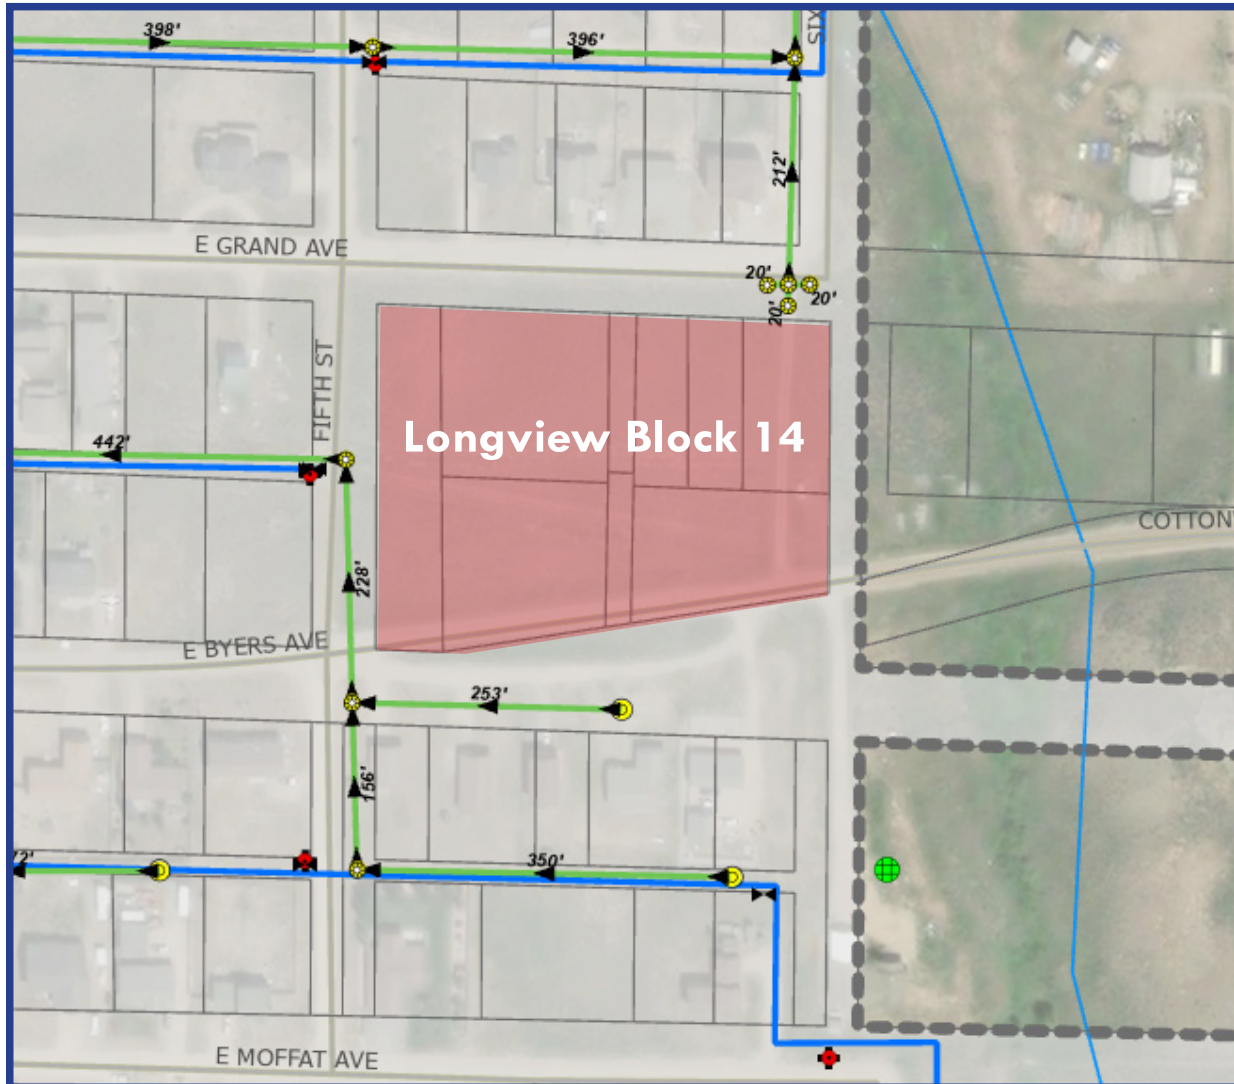 398'
396'
SIX
212'
E GRAND AVE
20'
20'
20'
FIFTH ST
442'
Longview Block 14
COTTON
228'
E BYERS AVE
253'
156'
72'
350'
E MOFFAT AVE